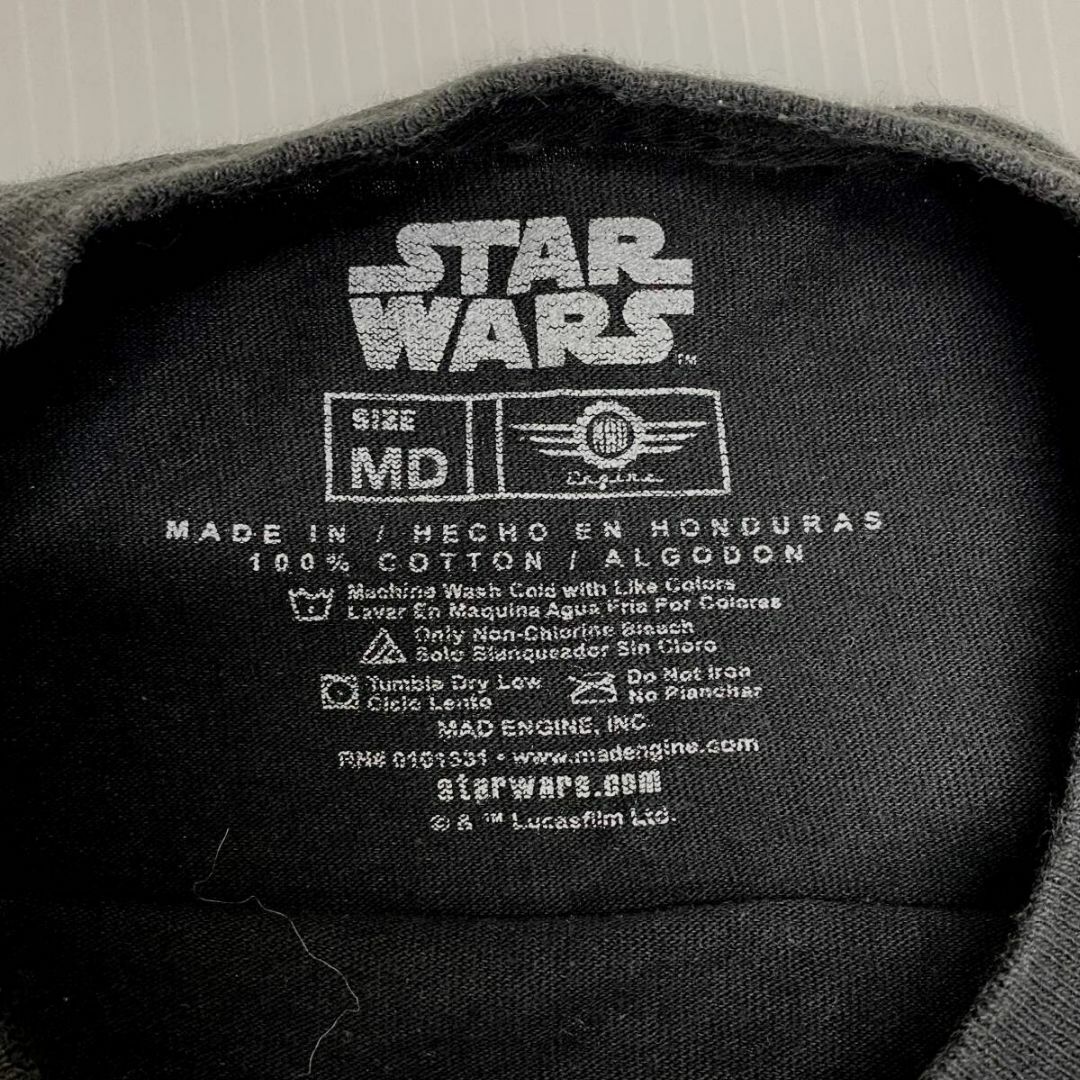 STAR
WARS™
SIZE
MD
MAD
Engine
MADE IN / HECHO EN HONDURAS
100% COTTON / ALGODON
Machine Wash Cold with Like Colors
Lavar En Maquina Agua Fria Por Colores
Only Non-Chlorine Bleach
Solo Blanqueador Sin Cloro
Tumble Dry Low
Ciclo Lento
Do Not Iron
No Planchar
MAD ENGINE, INC.
RN# 0101331 • www.madengine.com
starwars.com
© & ™ Lucasfilm Ltd.